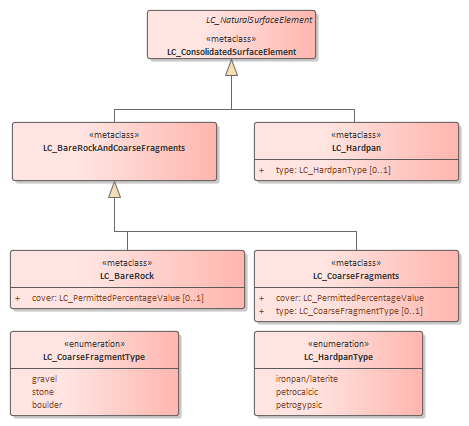 LC_NaturalSurfaceElement
«metaclass»
LC_ConsolidatedSurfaceElement
«metaclass»
LC_BareRockAndCoarseFragments
«metaclass»
LC_Hardpan
+ type: LC_HardpanType [0..1]
«metaclass»
LC_BareRock
+ cover: LC_PermittedPercentageValue [0..1]
«metaclass»
LC_CoarseFragments
+ cover: LC_PermittedPercentageValue
+ type: LC_CoarseFragmentType [0..1]
«enumeration»
LC_CoarseFragmentType
gravel
stone
boulder
«enumeration»
LC_HardpanType
ironpan/laterite
petrocalcic
petrogypsic